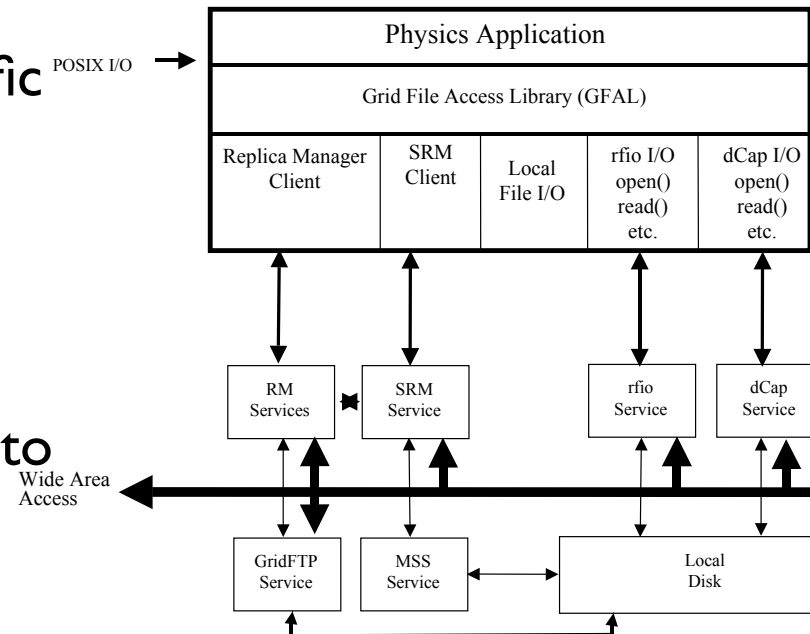 Physics Application
fic
POSIX I/O
Grid File Access Library (GFAL)
Replica Manager
Client
SRM
Client
Local
File I/O
rfio I/O
open()
read()
etc.
dCap I/O
open()
read()
etc.
RM
Services
SRM
Service
rfio
Service
dCap
Service
to
Wide Area
Access
GridFTP
Service
MSS
Service
Local
Disk